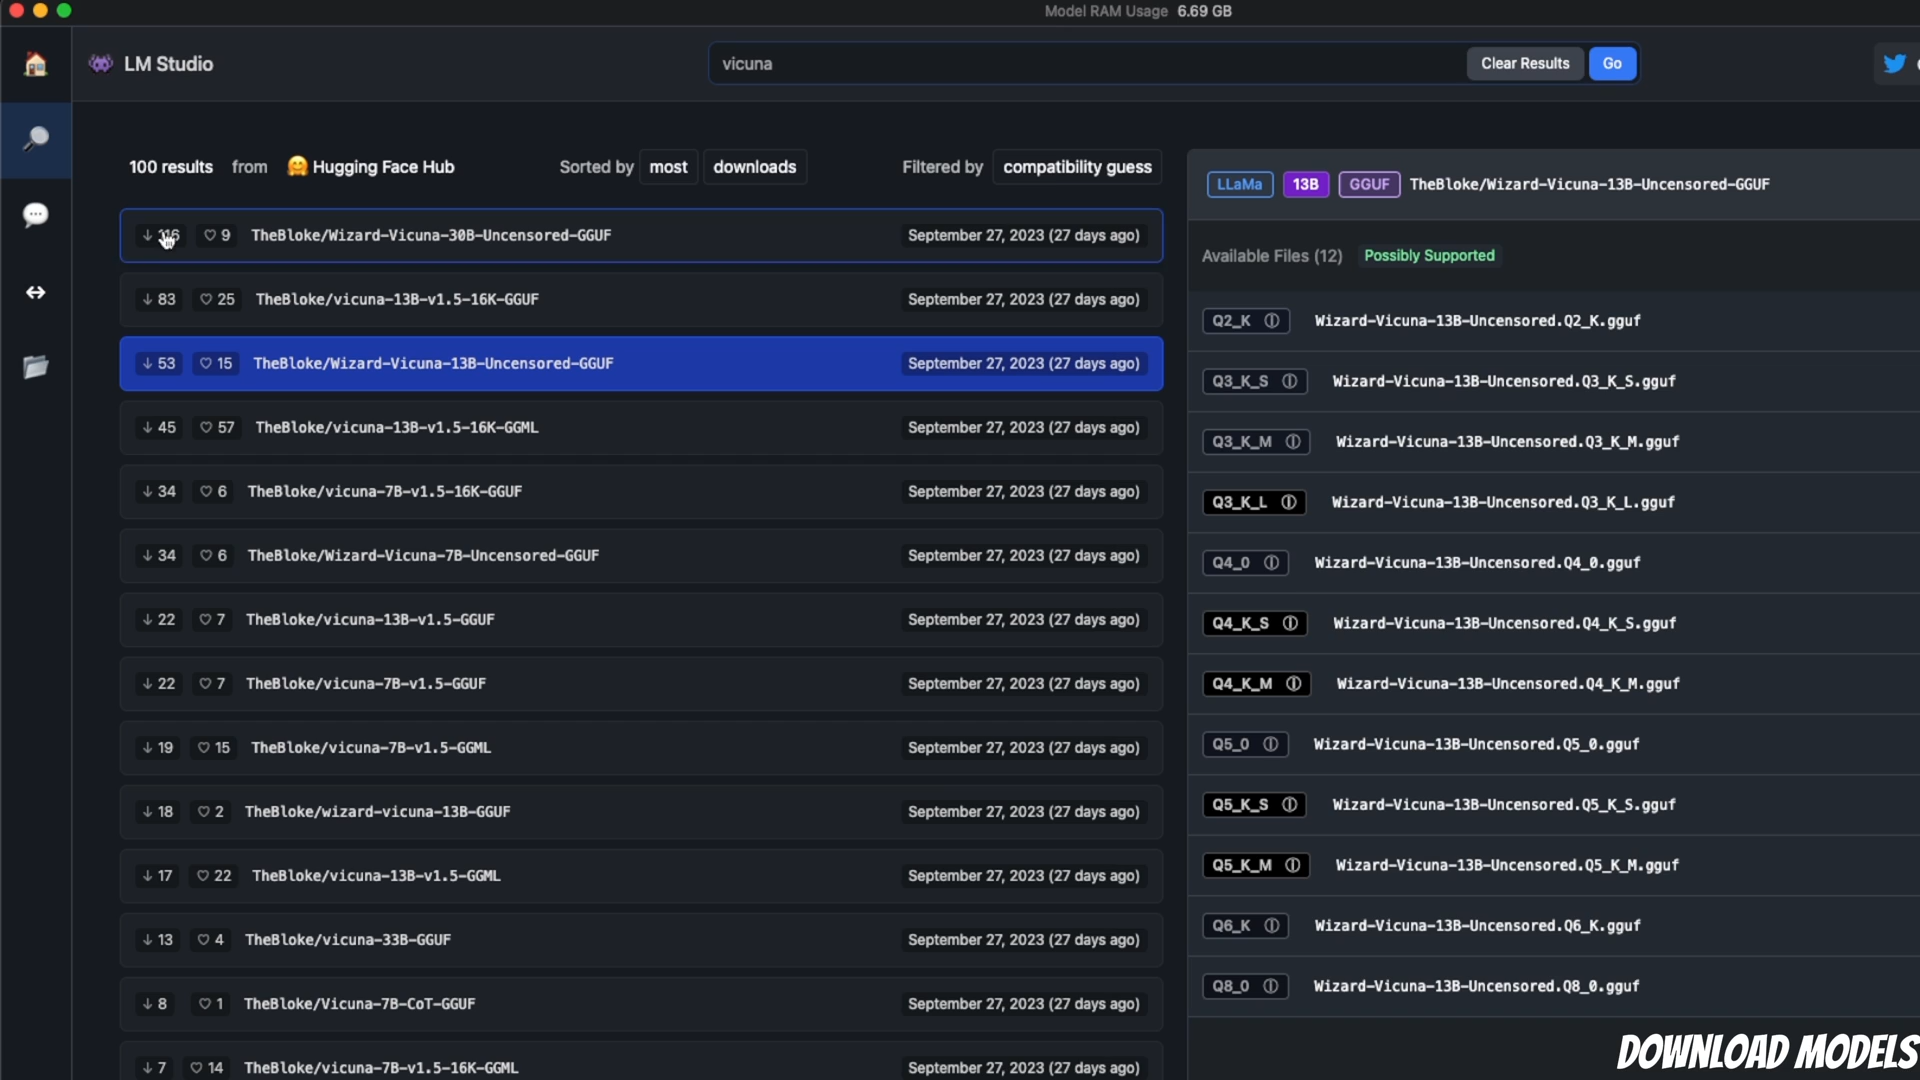 Model RAM Usage 6.69 GB
LM Studio
vicuna
Clear Results
Go
100 results from 🤗 Hugging Face Hub
Sorted by most downloads
Filtered by compatibility guess
9 TheBloke/Wizard-Vicuna-30B-Uncensored-GGUF September 27, 2023 (27 days ago)
83 25 TheBloke/vicuna-13B-v1.5-16K-GGUF September 27, 2023 (27 days ago)
53 15 TheBloke/Wizard-Vicuna-13B-Uncensored-GGUF September 27, 2023 (27 days ago)
45 57 TheBloke/vicuna-13B-v1.5-16K-GGML September 27, 2023 (27 days ago)
34 6 TheBloke/vicuna-7B-v1.5-16K-GGUF September 27, 2023 (27 days ago)
34 6 TheBloke/Wizard-Vicuna-7B-Uncensored-GGUF September 27, 2023 (27 days ago)
22 7 TheBloke/vicuna-13B-v1.5-GGUF September 27, 2023 (27 days ago)
22 7 TheBloke/vicuna-7B-v1.5-GGUF September 27, 2023 (27 days ago)
19 15 TheBloke/vicuna-7B-v1.5-GGML September 27, 2023 (27 days ago)
18 2 TheBloke/wizard-vicuna-13B-GGUF September 27, 2023 (27 days ago)
17 22 TheBloke/vicuna-13B-v1.5-GGML September 27, 2023 (27 days ago)
13 4 TheBloke/vicuna-33B-GGUF September 27, 2023 (27 days ago)
8 1 TheBloke/Vicuna-7B-CoT-GGUF September 27, 2023 (27 days ago)
7 14 TheBloke/vicuna-7B-v1.5-16K-GGML September 27, 2023 (27 days ago)
LLaMa 13B GGUF TheBloke/Wizard-Vicuna-13B-Uncensored-GGUF
Available Files (12) Possibly Supported
Q2_K Wizard-Vicuna-13B-Uncensored.Q2_K.gguf
Q3_K_S Wizard-Vicuna-13B-Uncensored.Q3_K_S.gguf
Q3_K_M Wizard-Vicuna-13B-Uncensored.Q3_K_M.gguf
Q3_K_L Wizard-Vicuna-13B-Uncensored.Q3_K_L.gguf
Q4_0 Wizard-Vicuna-13B-Uncensored.Q4_0.gguf
Q4_K_S Wizard-Vicuna-13B-Uncensored.Q4_K_S.gguf
Q4_K_M Wizard-Vicuna-13B-Uncensored.Q4_K_M.gguf
Q5_0 Wizard-Vicuna-13B-Uncensored.Q5_0.gguf
Q5_K_S Wizard-Vicuna-13B-Uncensored.Q5_K_S.gguf
Q5_K_M Wizard-Vicuna-13B-Uncensored.Q5_K_M.gguf
Q6_K Wizard-Vicuna-13B-Uncensored.Q6_K.gguf
Q8_0 Wizard-Vicuna-13B-Uncensored.Q8_0.gguf
DOWNLOAD MODELS